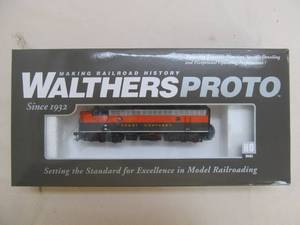 MAKING RAILROAD HISTORY
WALTHERSPROTO
Since 1932
GREAT NORTHERN
Setting the Standard for Excellence in Model Railroading